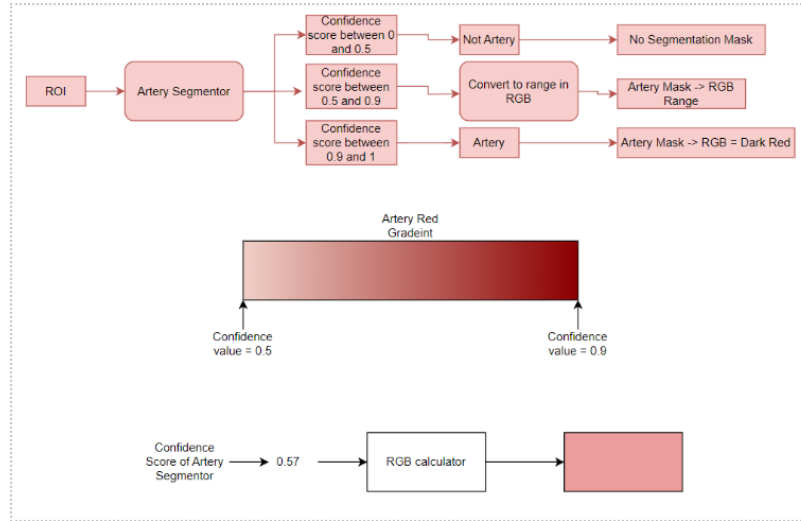 Confidence
score between 0
and 0.5
Not Artery
No Segmentation Mask
ROI
Artery Segmentor
Confidence
score between
0.5 and 0.9
Convert to range in
RGB
Artery Mask -> RGB
Range
Confidence
score between
0.9 and 1
Artery
Artery Mask -> RGB = Dark Red
Artery Red
Gradeint
Confidence
value = 0.5
Confidence
value = 0.9
Confidence
Score of Artery
Segmentor
0.57
RGB calculator